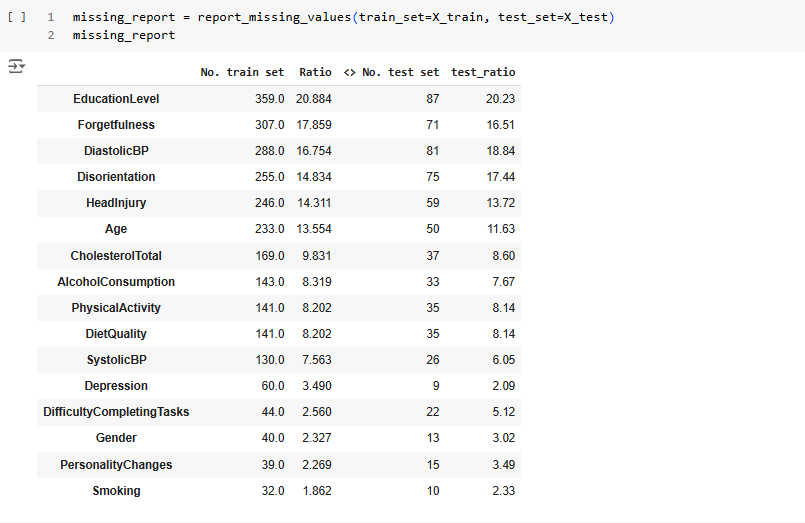 [ ] 1 missing_report = report_missing_values(train_set=X_train, test_set=X_test)
2 missing_report
No. train set Ratio <> No. test set test_ratio
EducationLevel 359.0 20.884 87 20.23
Forgetfulness 307.0 17.859 71 16.51
DiastolicBP 288.0 16.754 81 18.84
Disorientation 255.0 14.834 75 17.44
HeadInjury 246.0 14.311 59 13.72
Age 233.0 13.554 50 11.63
CholesterolTotal 169.0 9.831 37 8.60
AlcoholConsumption 143.0 8.319 33 7.67
PhysicalActivity 141.0 8.202 35 8.14
DietQuality 141.0 8.202 35 8.14
SystolicBP 130.0 7.563 26 6.05
Depression 60.0 3.490 9 2.09
DifficultyCompletingTasks 44.0 2.560 22 5.12
Gender 40.0 2.327 13 3.02
PersonalityChanges 39.0 2.269 15 3.49
Smoking 32.0 1.862 10 2.33